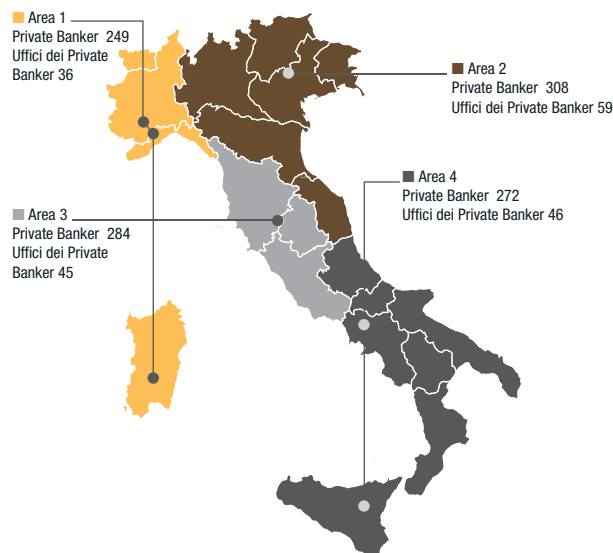 Area 1
Private Banker 249
Uffici dei Private
Banker 36
Area 2
Private Banker 308
Uffici dei Private Banker 59
Area 3
Private Banker 284
Uffici dei Private
Banker 45
Area 4
Private Banker 272
Uffici dei Private Banker 46